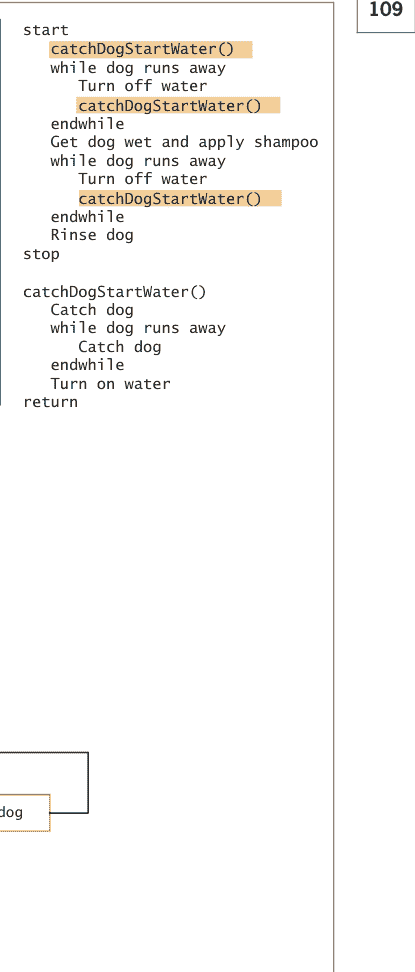 109
start
    catchDogStartWater()
    while dog runs away
        Turn off water
        catchDogStartWater()
    endwhile
    Get dog wet and apply shampoo
    while dog runs away
        Turn off water
        catchDogStartWater()
    endwhile
    Rinse dog
stop
catchDogStartWater()
    Catch dog
    while dog runs away
        Catch dog
    endwhile
    Turn on water
return
dog